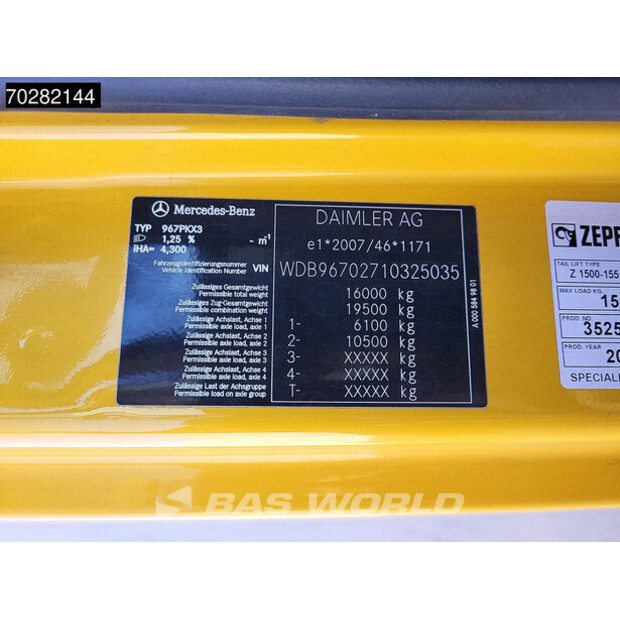 70282144
Mercedes-Benz
TYP 967PKX3
1,25 % - m⁻¹
IHA= 4,300
Fahrzeugidentifizierungsnummer
Vehicle Identification Number VIN
DAIMLER AG
e1*2007/46*1171
WDB96702710325035
Zulässiges Gesamtgewicht
Permissible total weight 16000 kg
Zulässiges Zug-Gesamtgewicht
Permissible combination weight 19500 kg
Zulässige Achslast, Achse 1
Permissible axle load, axle 1 1- 6100 kg
Zulässige Achslast, Achse 2
Permissible axle load, axle 2 2- 10500 kg
Zulässige Achslast, Achse 3
Permissible axle load, axle 3 3- XXXXX kg
Zulässige Achslast, Achse 4
Permissible axle load, axle 4 4- XXXXX kg
Zulässige Last der Achsgruppe
Permissible load on axle group T- XXXXX kg
A 000 584 98 01
ZEPR
TAIL LIFT TYPE
Z 1500-155
MAX LOAD KG.
15
PROD. NO.
3525
PROD. YEAR
20
SPECIAL
BAS WORLD